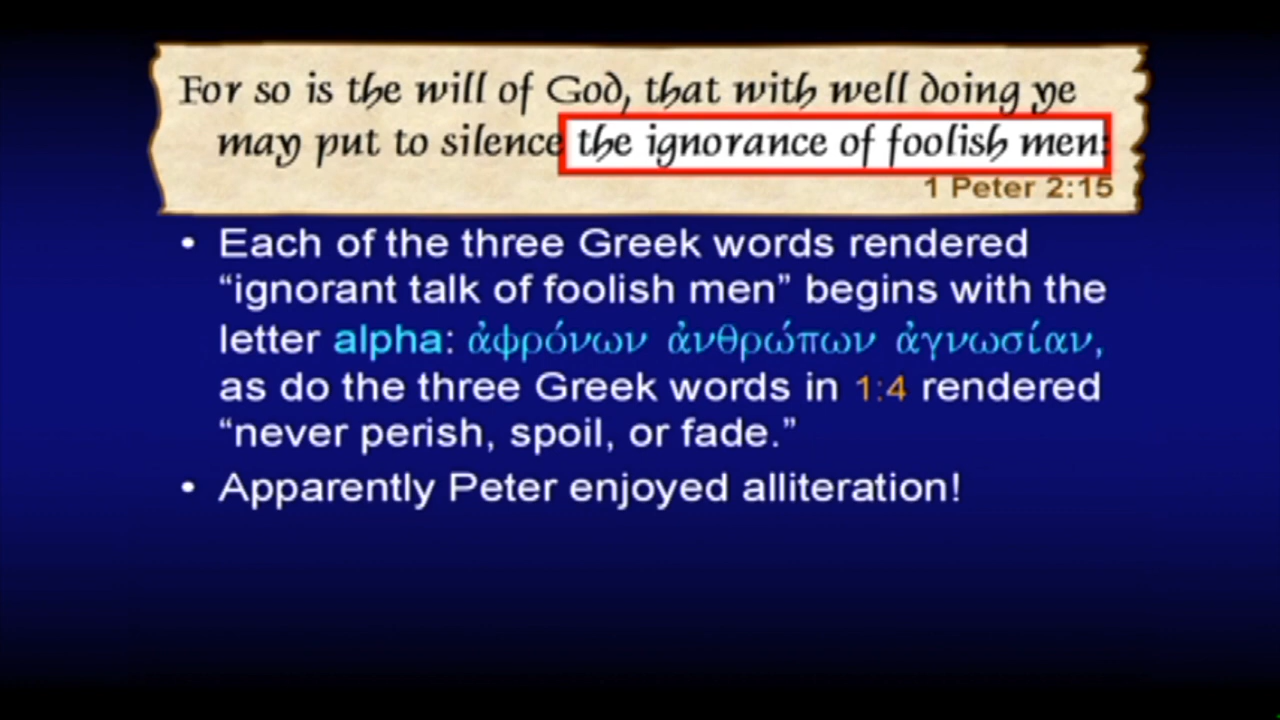 For so is the will of God, that with well doing ye
may put to silence the ignorance of foolish men:
1 Peter 2:15
• Each of the three Greek words rendered
“ignorant talk of foolish men” begins with the
letter alpha: ἀφρόνων ἀνθρώπων ἀγνωσίαν,
as do the three Greek words in 1:4 rendered
“never perish, spoil, or fade.”
• Apparently Peter enjoyed alliteration!